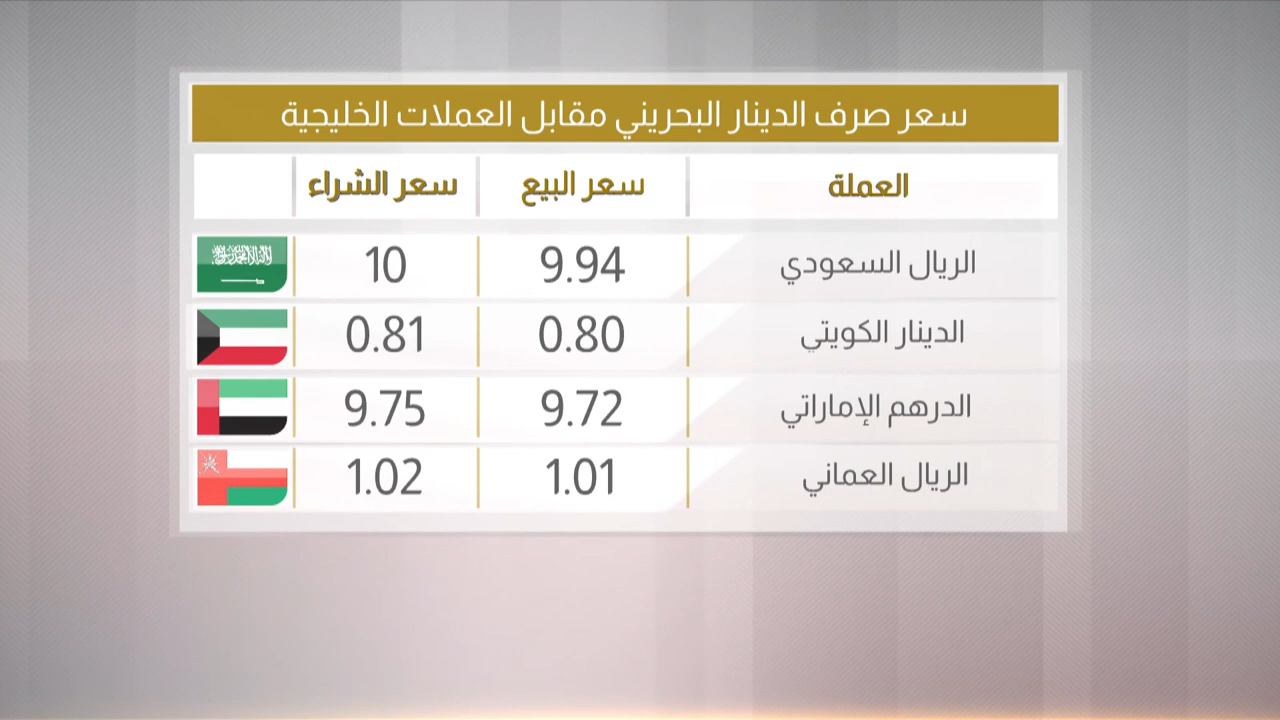 سعر صرف الدينار البحريني مقابل العملات الخليجية
العملة سعر البيع سعر الشراء
الريال السعودي 9.94 10
الدينار الكويتي 0.80 0.81
الدرهم الإماراتي 9.72 9.75
الريال العماني 1.01 1.02